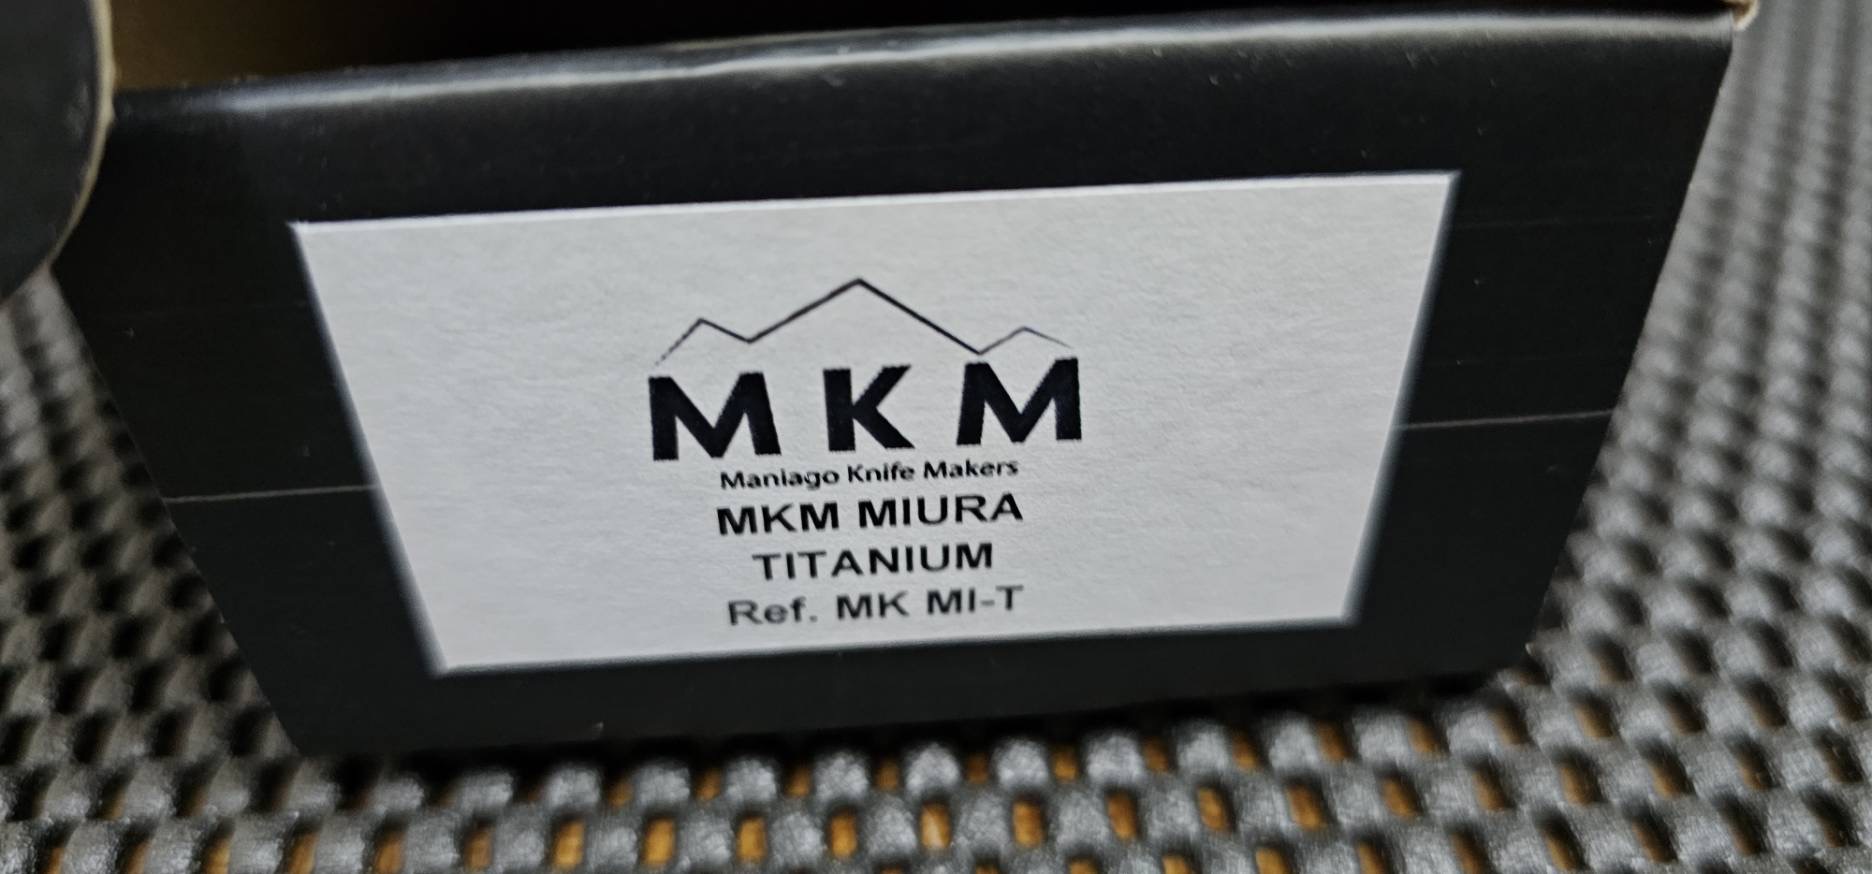 MKM
Maniago Knife Makers
MKM MIURA
TITANIUM
Ref. MK MI-T